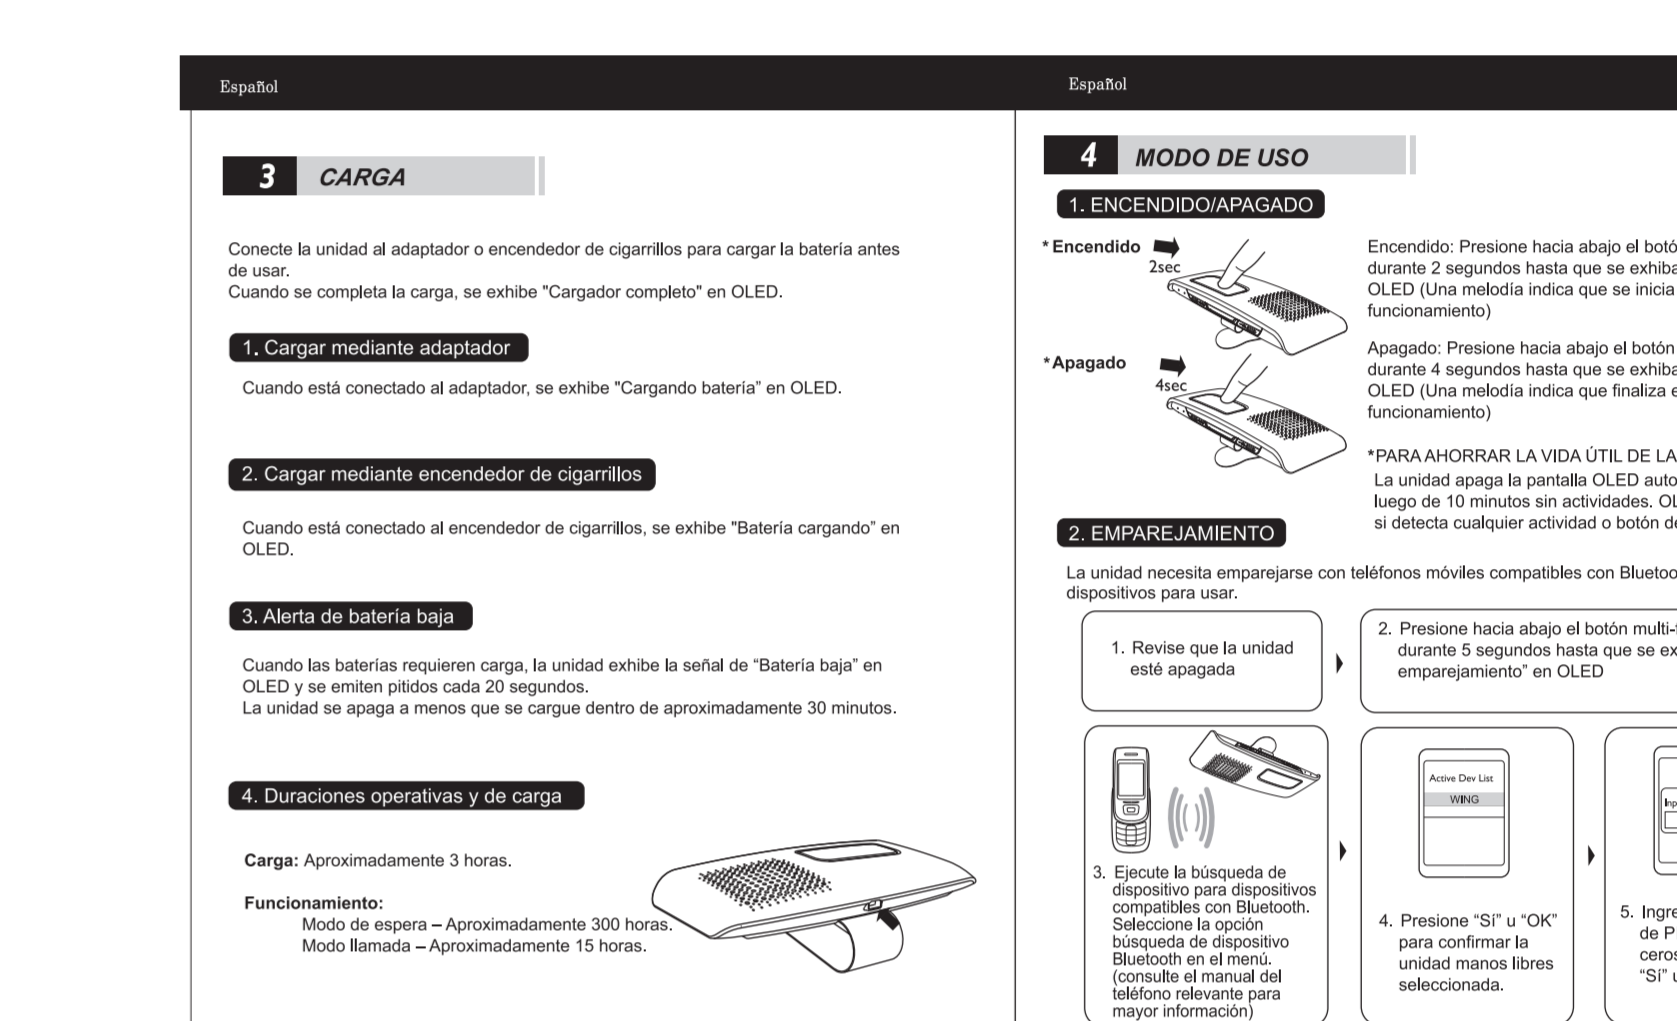 Español
3 CARGA
Conecte la unidad al adaptador o encendedor de cigarrillos para cargar la batería antes
de usar.
Cuando se completa la carga, se exhibe "Cargador completo" en OLED.
1. Cargar mediante adaptador
Cuando está conectado al adaptador, se exhibe "Cargando batería” en OLED.
2. Cargar mediante encendedor de cigarrillos
Cuando está conectado al encendedor de cigarrillos, se exhibe "Batería cargando” en
OLED.
3. Alerta de batería baja
Cuando las baterías requieren carga, la unidad exhibe la señal de “Batería baja” en
OLED y se emiten pitidos cada 20 segundos.
La unidad se apaga a menos que se cargue dentro de aproximadamente 30 minutos.
4. Duraciones operativas y de carga
Carga: Aproximadamente 3 horas.
Funcionamiento:
Modo de espera – Aproximadamente 300 horas.
Modo llamada – Aproximadamente 15 horas.
Español
4 MODO DE USO
1. ENCENDIDO/APAGADO
*Encendido
2sec
Encendido: Presione hacia abajo el botó
durante 2 segundos hasta que se exhiba
OLED (Una melodía indica que se inicia
funcionamiento)
*Apagado
4sec
Apagado: Presione hacia abajo el botón
durante 4 segundos hasta que se exhiba
OLED (Una melodía indica que finaliza e
funcionamiento)
*PARA AHORRAR LA VIDA ÚTIL DE LA
La unidad apaga la pantalla OLED auto
luego de 10 minutos sin actividades. OL
si detecta cualquier actividad o botón de
2. EMPAREJAMIENTO
La unidad necesita emparejarse con teléfonos móviles compatibles con Bluetoo
dispositivos para usar.
1. Revise que la unidad
esté apagada
2. Presione hacia abajo el botón multi-
durante 5 segundos hasta que se ex
emparejamiento” en OLED
3. Ejecute la búsqueda de
dispositivo para dispositivos
compatibles con Bluetooth.
Seleccione la opción
búsqueda de dispositivo
Bluetooth en el menú.
(consulte el manual del
teléfono relevante para
mayor información)
Active Dev List
WING
4. Presione “Sí” u “OK”
para confirmar la
unidad manos libres
seleccionada.
Inp
5. Ingre
de P
ceros
“Sí” u